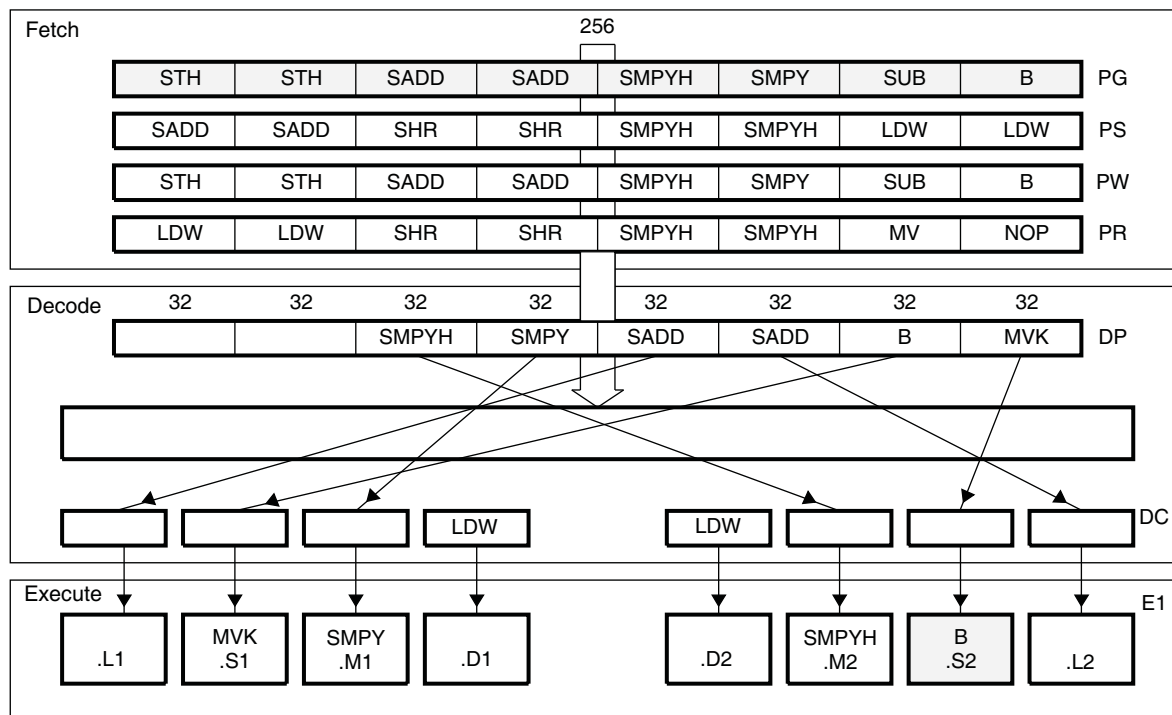 Fetch 256
STH STH SADD SADD SMPYH SMPY SUB B PG
SADD SADD SHR SHR SMPYH SMPYH LDW LDW PS
STH STH SADD SADD SMPYH SMPY SUB B PW
LDW LDW SHR SHR SMPYH SMPYH MV NOP PR
Decode 32 32 32 32 32 32 32 32
SMPYH SMPY SADD SADD B MVK DP
LDW LDW DC
Execute E1
MVK SMPY SMPYH B
.L1 .S1 .M1 .D1 .D2 .M2 .S2 .L2